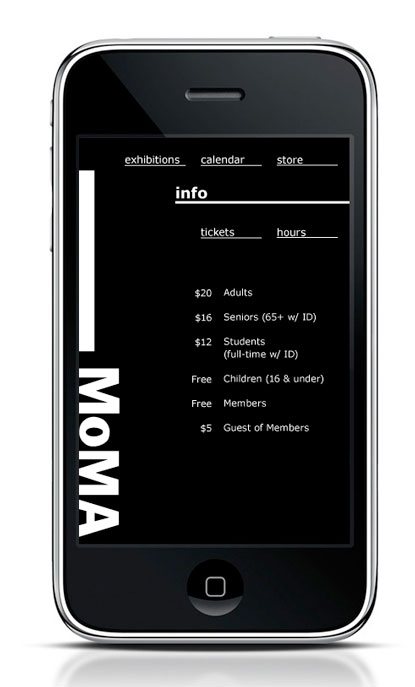 exhibitions calendar store
info
tickets hours
$20 Adults
$16 Seniors (65+ w/ ID)
$12 Students
(full-time w/ ID)
Free Children (16 & under)
Free Members
$5 Guest of Members
MoMA